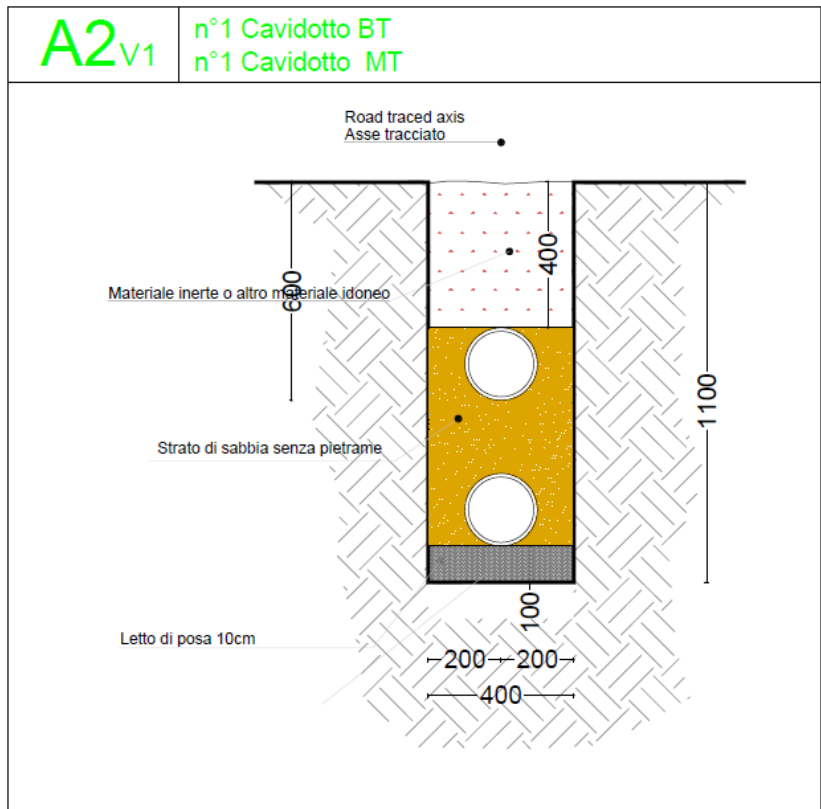 A2V1
n°1 Cavidotto BT
n°1 Cavidotto MT
Road traced axis
Asse tracciato
400
600
Materiale inerte o altro materiale idoneo
1100
Strato di sabbia senza pietrame
100
Letto di posa 10cm
200 200
400